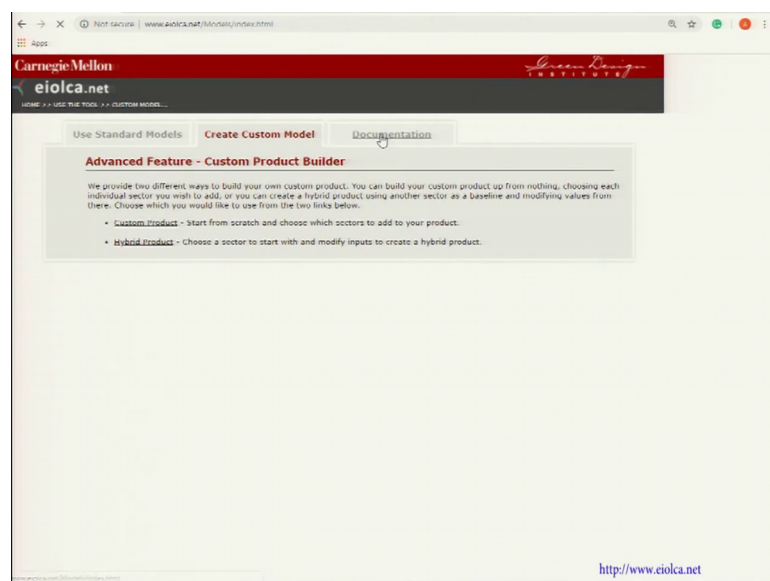 Not secure | www.eiolca.net/Models/index.html
Apps
Carnegie Mellon
Green Design
INSTITUTE
eiolca.net
HOME >> USE THE TOOL >> CUSTOM MODEL...
Use Standard Models Create Custom Model Documentation
Advanced Feature - Custom Product Builder
We provide two different ways to build your own custom product. You can build your custom product up from nothing, choosing each
individual sector you wish to add, or you can create a hybrid product using another sector as a baseline and modifying values from
there. Choose which you would like to use from the two links below.
• Custom Product - Start from scratch and choose which sectors to add to your product.
• Hybrid Product - Choose a sector to start with and modify inputs to create a hybrid product.
http://www.eiolca.net